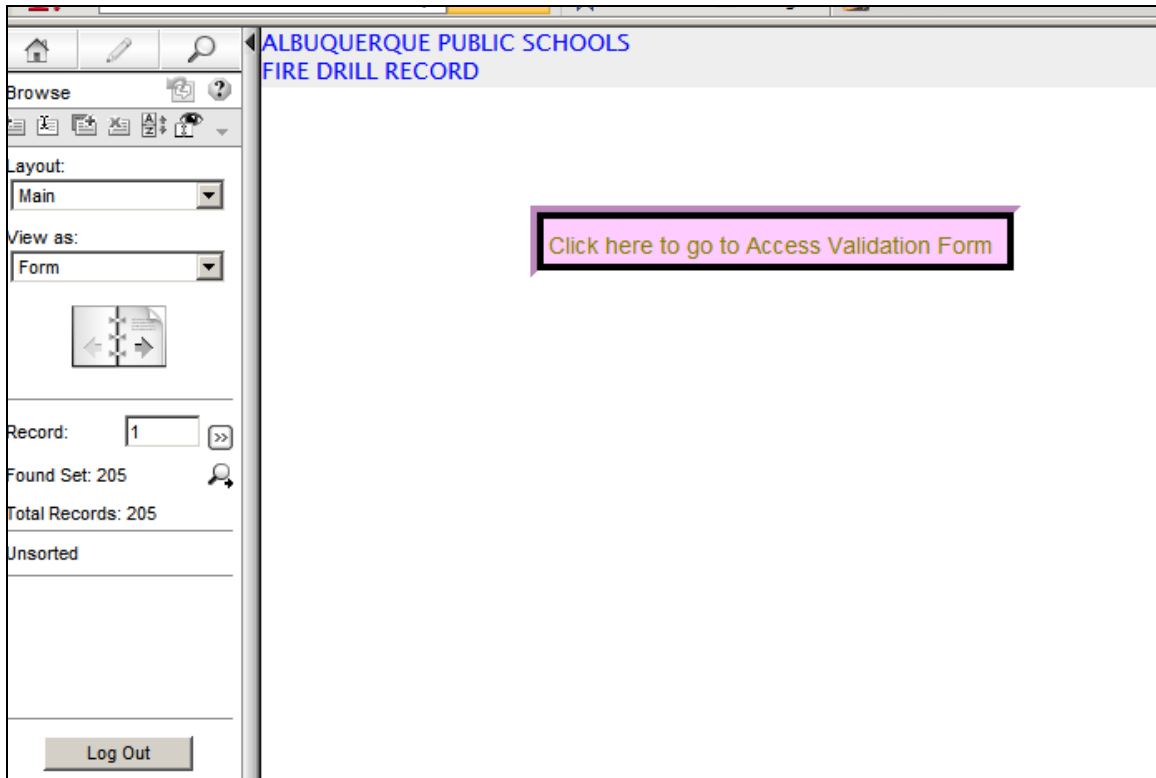 ALBUQUERQUE PUBLIC SCHOOLS
FIRE DRILL RECORD
Browse
Layout:
Main
View as:
Form
Click here to go to Access Validation Form
Record: 1
Found Set: 205
Total Records: 205
Unsorted
Log Out